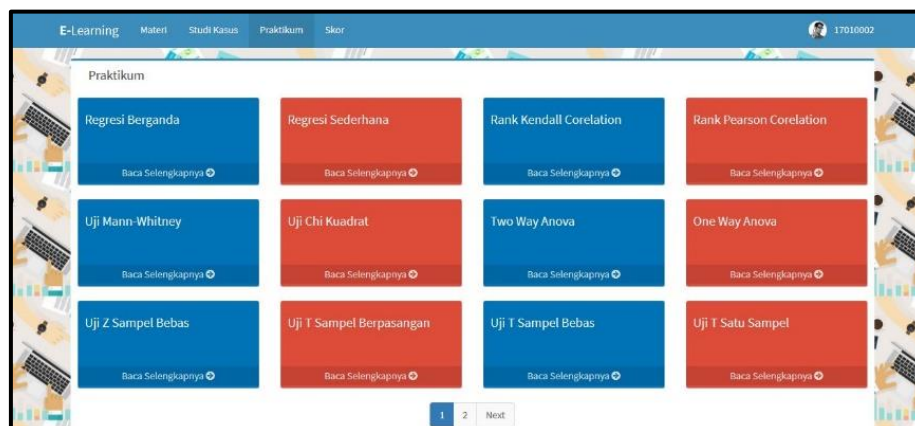 E-Learning Materi Studi Kasus Praktikum Skor 17010002
Praktikum
Regresi Berganda Regresi Sederhana Rank Kendall Corelation Rank Pearson Corelation
Baca Selengkapnya Baca Selengkapnya Baca Selengkapnya Baca Selengkapnya
Uji Mann-Whitney Uji Chi Kuadrat Two Way Anova One Way Anova
Baca Selengkapnya Baca Selengkapnya Baca Selengkapnya Baca Selengkapnya
Uji Z Sampel Bebas Uji T Sampel Berpasangan Uji T Sampel Bebas Uji T Satu Sampel
Baca Selengkapnya Baca Selengkapnya Baca Selengkapnya Baca Selengkapnya
1 2 Next